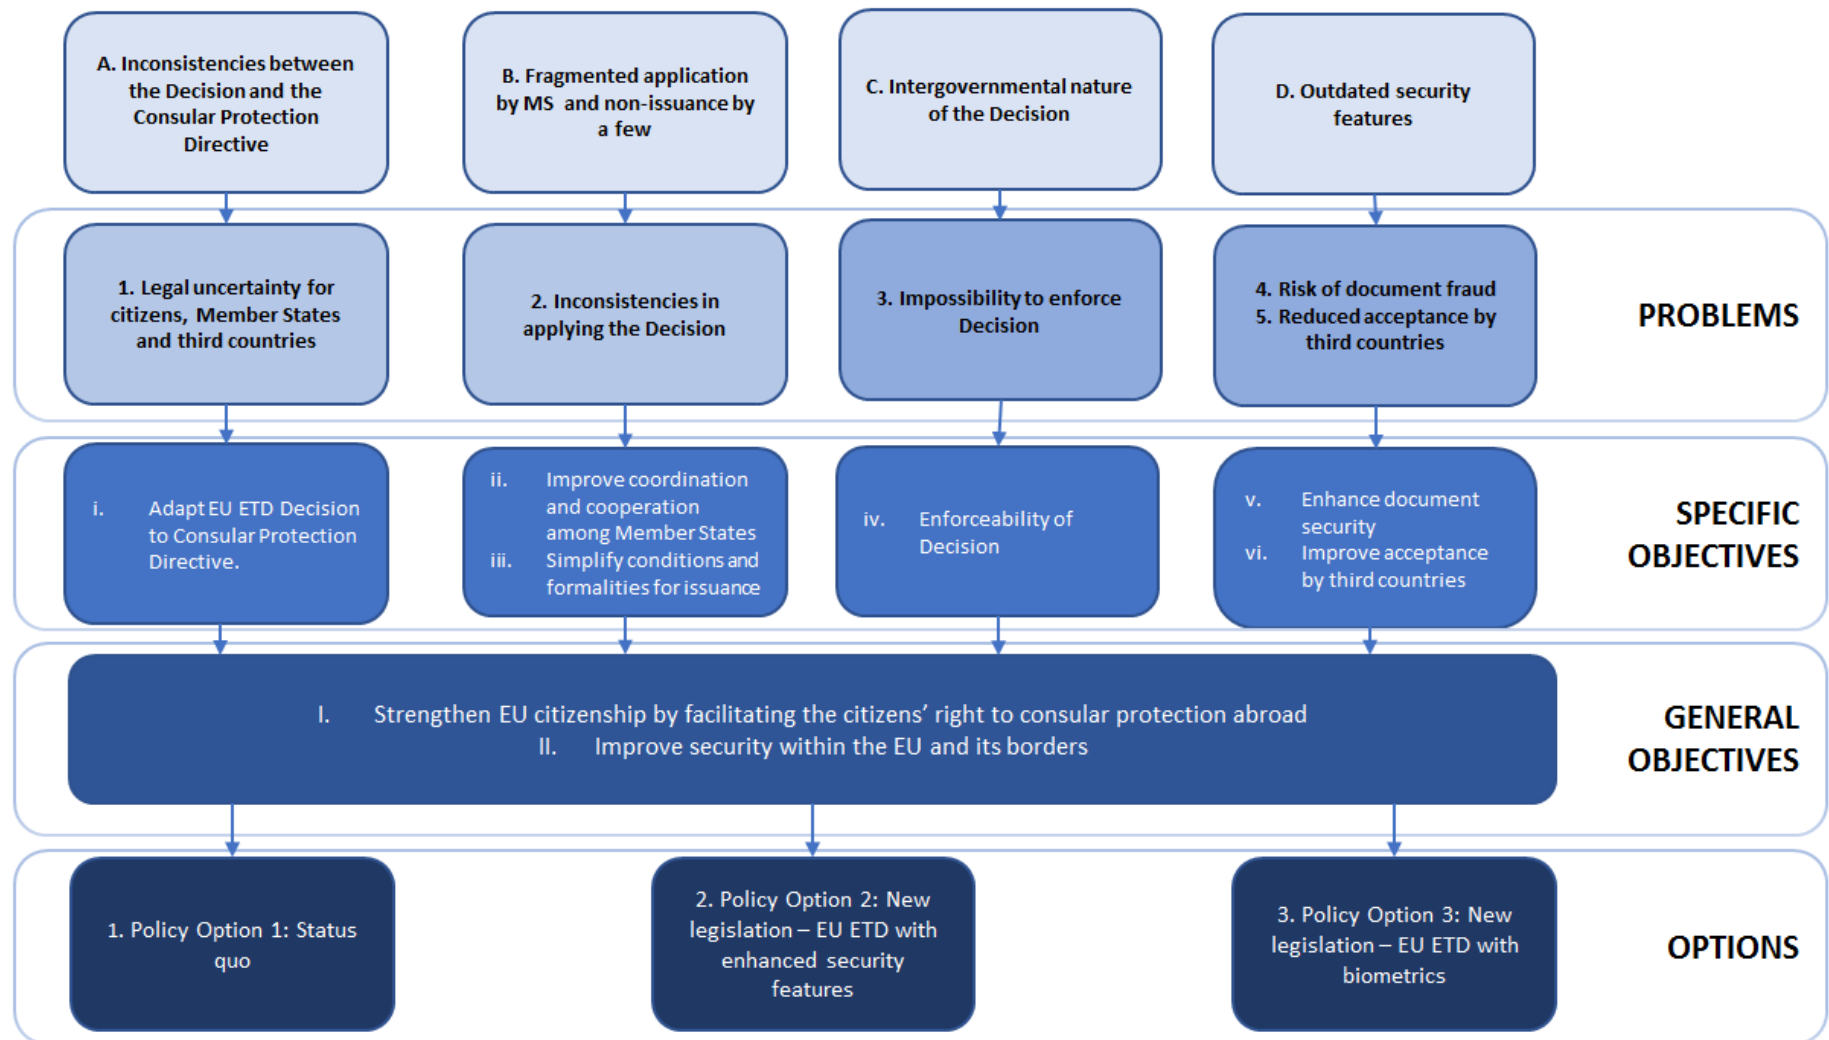 A. Inconsistencies between
the Decision and the
Consular Protection
Directive
B. Fragmented application
by MS and non-issuance by
a few
C. Intergovernmental nature
of the Decision
D. Outdated security
features
1. Legal uncertainty for
citizens, Member States
and third countries
2. Inconsistencies in
applying the Decision
3. Impossibility to enforce
Decision
4. Risk of document fraud
5. Reduced acceptance by
third countries
PROBLEMS
i. Adapt EU ETD Decision
to Consular Protection
Directive.
ii. Improve coordination
and cooperation
among Member States
iii. Simplify conditions and
formalities for issuance
iv. Enforceability of
Decision
v. Enhance document
security
vi. Improve acceptance
by third countries
SPECIFIC
OBJECTIVES
I. Strengthen EU citizenship by facilitating the citizens’ right to consular protection abroad
II. Improve security within the EU and its borders
GENERAL
OBJECTIVES
1. Policy Option 1: Status
quo
2. Policy Option 2: New
legislation – EU ETD with
enhanced security
features
3. Policy Option 3: New
legislation – EU ETD with
biometrics
OPTIONS